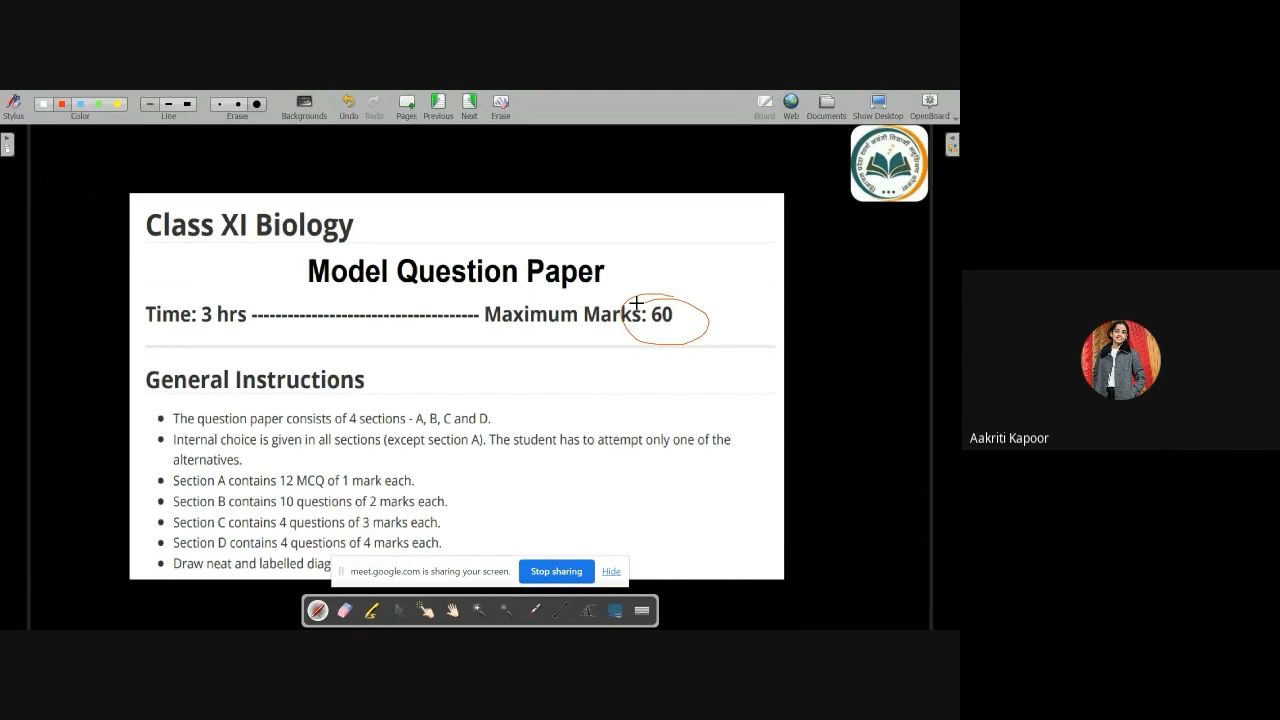 Stylus
Color
Line
Eraser
Backgrounds
Undo
Redo
Pages
Previous
Next
Erase
Board
Web
Documents
Show Desktop
OpenBoard
Class XI Biology
Model Question Paper
Time: 3 hrs -------------------------------------- Maximum Marks: 60
General Instructions
• The question paper consists of 4 sections - A, B, C and D.
• Internal choice is given in all sections (except section A). The student has to attempt only one of the
alternatives.
• Section A contains 12 MCQ of 1 mark each.
• Section B contains 10 questions of 2 marks each.
• Section C contains 4 questions of 3 marks each.
• Section D contains 4 questions of 4 marks each.
• Draw neat and labelled diag
meet.google.com is sharing your screen.
Stop sharing
Hide
Aakriti Kapoor